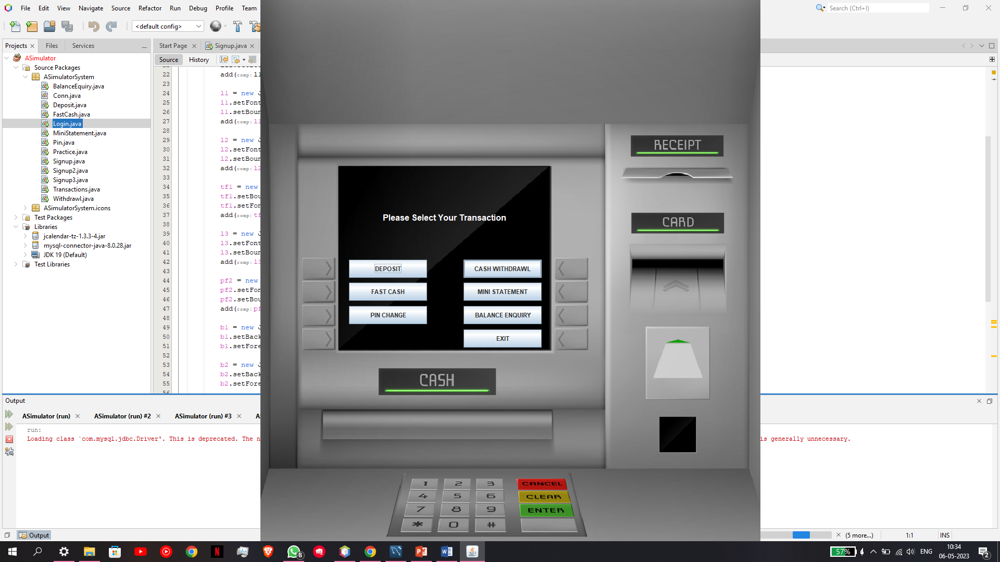 File Edit View Navigate Source Refactor Run Debug Profile Team
Search (Ctrl+I)
<default config>
Projects Files Services
Start Page Signup.java
Source History
ASimulator
Source Packages
ASimulatorSystem
BalanceEquiry.java
Conn.java
Deposit.java
FastCash.java
Login.java
MiniStatement.java
Pin.java
Practice.java
Signup.java
Signup2.java
Signup3.java
Transactions.java
Withdrawl.java
ASimulatorSystem.icons
Test Packages
Libraries
jcalendar-tz-1.3.3-4.jar
mysql-connector-java-8.0.28.jar
JDK 19 (Default)
Test Libraries
22 add(comp: l1
23
24 l1 = new J
25 l1.setFont
26 l1.setBoun
27 add(comp: l1
28
29 l2 = new J
30 l2.setFont
31 l2.setBoun
32 add(comp: l2
33
34 tf1 = new
35 tf1.setBou
36 tf1.setFon
37 add(comp: tf
38
39 l3 = new J
40 l3.setFont
41 l3.setBoun
42 add(comp: l3
43
44 pf2 = new
45 pf2.setFon
46 pf2.setBou
47 add(comp: pf
48
49 b1 = new J
50 b1.setBack
51 b1.setFore
52
53 b2 = new J
54 b2.setBack
55 b2.setFore
56
Please Select Your Transaction
DEPOSIT CASH WITHDRAWL
FAST CASH MINI STATEMENT
PIN CHANGE BALANCE ENQUIRY
EXIT
RECEIPT
CARD
CASH
1 2 3 CANCEL
4 5 6 CLEAR
7 8 9 ENTER
* 0 #
Output
ASimulator (run) ASimulator (run) #2 ASimulator (run) #3 A
run:
Loading class `com.mysql.jdbc.Driver'. This is deprecated. The n
is generally unnecessary.
Output
(5 more...) 1:1 INS
8
57% ENG 10:34
06-05-2023 2